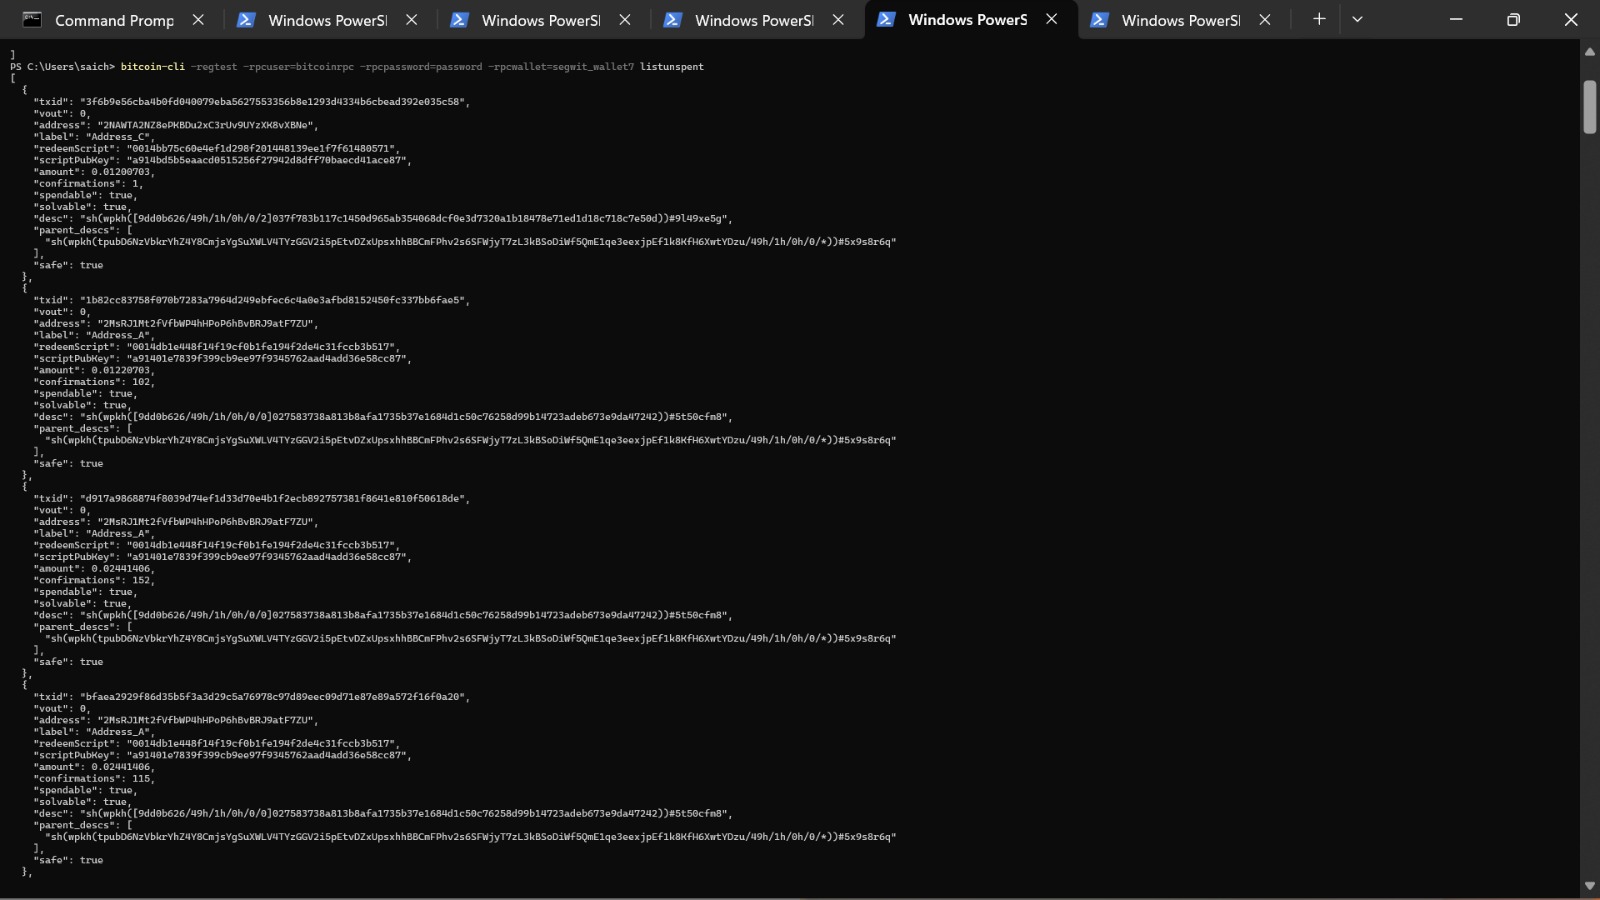 Command Promp
Windows PowerSl
Windows PowerSl
Windows PowerSl
Windows PowerS
Windows PowerSl
]
PS C:\Users\saich> bitcoin-cli -regtest -rpcuser=bitcoinrpc -rpcpassword=password -rpcwallet=segwit_wallet7 listunspent
[
{
"txid": "3f6b9e56cba4b0fd040079eba5627553356b8e1293d4334b6cbead392e035c58",
"vout": 0,
"address": "2NAWTA2NZ8ePKBDu2xC3rUv9UYzXK8vXBNe",
"label": "Address_C",
"redeemScript": "0014bb75c60e4ef1d298f201448139ee1f7f61480571",
"scriptPubKey": "a914bd5b5eaacd0515256f27942d8dff70baecd41ace87",
"amount": 0.01200703,
"confirmations": 1,
"spendable": true,
"solvable": true,
"desc": "sh(wpkh([9dd0b626/49h/1h/0h/0/2]037f783b117c1450d965ab354068dcf0e3d7320a1b18478e71ed1d18c718c7e50d))#9l49xe5g",
"parent_descs": [
"sh(wpkh(tpubD6NzVbkrYhZ4Y8CmjsYgSuXWLV4TYzGGV2i5pEtvDZxUpsxhhBBCmFPhv2s6SFWjyT7zL3kBSoDiWf5QmE1qe3eexjpEf1k8KfH6XwtYDzu/49h/1h/0h/0/*))#5x9s8r6q"
],
"safe": true
},
{
"txid": "1b82cc83758f070b7283a7964d249ebfec6c4a0e3afbd8152450fc337bb6fae5",
"vout": 0,
"address": "2MsRJ1Mt2fVfbWP4hHPoP6hBvBRJ9atF7ZU",
"label": "Address_A",
"redeemScript": "0014db1e448f14f19cf0b1fe194f2de4c31fccb3b517",
"scriptPubKey": "a91401e7839f399cb9ee97f9345762aad4add36e58cc87",
"amount": 0.01220703,
"confirmations": 102,
"spendable": true,
"solvable": true,
"desc": "sh(wpkh([9dd0b626/49h/1h/0h/0/0]027583738a813b8afa1735b37e1684d1c50c76258d99b14723adeb673e9da47242))#5t50cfm8",
"parent_descs": [
"sh(wpkh(tpubD6NzVbkrYhZ4Y8CmjsYgSuXWLV4TYzGGV2i5pEtvDZxUpsxhhBBCmFPhv2s6SFWjyT7zL3kBSoDiWf5QmE1qe3eexjpEf1k8KfH6XwtYDzu/49h/1h/0h/0/*))#5x9s8r6q"
],
"safe": true
},
{
"txid": "d917a9868874f8039d74ef1d33d70e4b1f2ecb892757381f8641e810f50618de",
"vout": 0,
"address": "2MsRJ1Mt2fVfbWP4hHPoP6hBvBRJ9atF7ZU",
"label": "Address_A",
"redeemScript": "0014db1e448f14f19cf0b1fe194f2de4c31fccb3b517",
"scriptPubKey": "a91401e7839f399cb9ee97f9345762aad4add36e58cc87",
"amount": 0.02441406,
"confirmations": 152,
"spendable": true,
"solvable": true,
"desc": "sh(wpkh([9dd0b626/49h/1h/0h/0/0]027583738a813b8afa1735b37e1684d1c50c76258d99b14723adeb673e9da47242))#5t50cfm8",
"parent_descs": [
"sh(wpkh(tpubD6NzVbkrYhZ4Y8CmjsYgSuXWLV4TYzGGV2i5pEtvDZxUpsxhhBBCmFPhv2s6SFWjyT7zL3kBSoDiWf5QmE1qe3eexjpEf1k8KfH6XwtYDzu/49h/1h/0h/0/*))#5x9s8r6q"
],
"safe": true
},
{
"txid": "bfaea2929f86d35b5f3a3d29c5a76978c97d89eec09d71e87e89a572f16f0a20",
"vout": 0,
"address": "2MsRJ1Mt2fVfbWP4hHPoP6hBvBRJ9atF7ZU",
"label": "Address_A",
"redeemScript": "0014db1e448f14f19cf0b1fe194f2de4c31fccb3b517",
"scriptPubKey": "a91401e7839f399cb9ee97f9345762aad4add36e58cc87",
"amount": 0.02441406,
"confirmations": 115,
"spendable": true,
"solvable": true,
"desc": "sh(wpkh([9dd0b626/49h/1h/0h/0/0]027583738a813b8afa1735b37e1684d1c50c76258d99b14723adeb673e9da47242))#5t50cfm8",
"parent_descs": [
"sh(wpkh(tpubD6NzVbkrYhZ4Y8CmjsYgSuXWLV4TYzGGV2i5pEtvDZxUpsxhhBBCmFPhv2s6SFWjyT7zL3kBSoDiWf5QmE1qe3eexjpEf1k8KfH6XwtYDzu/49h/1h/0h/0/*))#5x9s8r6q"
],
"safe": true
},